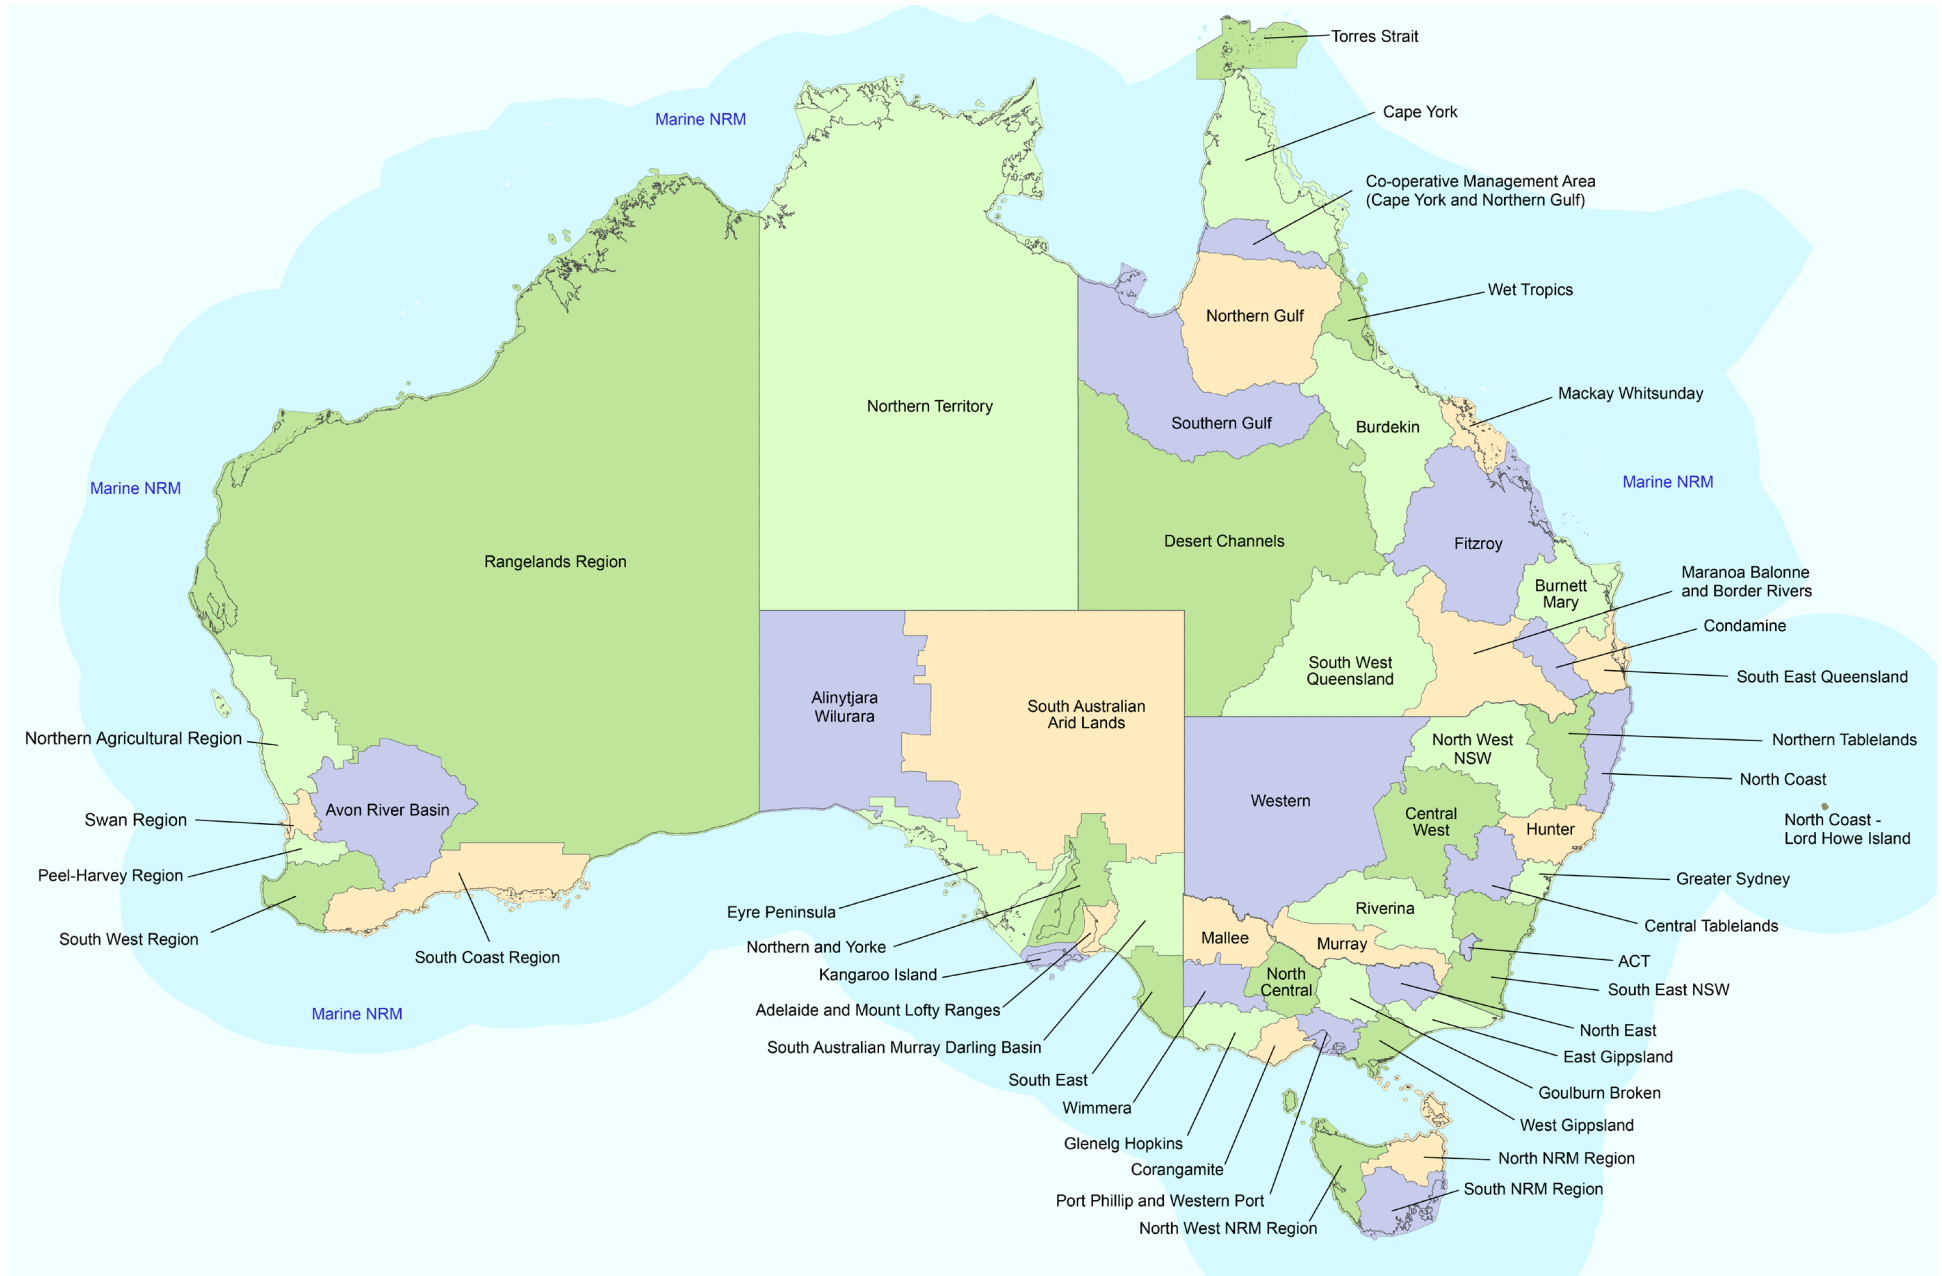 Torres Strait
Cape York
Marine NRM
Co-operative Management Area
(Cape York and Northern Gulf)
Wet Tropics
Northern Gulf
Mackay Whitsunday
Northern Territory
Southern Gulf
Burdekin
Marine NRM
Marine NRM
Desert Channels
Fitzroy
Rangelands Region
Maranoa Balonne
and Border Rivers
Burnett
Mary
Condamine
South West
Queensland
South East Queensland
Alinytjara
Wilurara
South Australian
Arid Lands
Northern Agricultural Region
North West
NSW
Northern Tablelands
North Coast
Western
Avon River Basin
Swan Region
Central
West
Hunter
North Coast -
Lord Howe Island
Peel-Harvey Region
Greater Sydney
Eyre Peninsula
Riverina
Central Tablelands
South West Region
Northern and Yorke
Mallee
Murray
South Coast Region
ACT
Kangaroo Island
North
Central
South East NSW
Marine NRM
Adelaide and Mount Lofty Ranges
North East
South Australian Murray Darling Basin
East Gippsland
South East
Goulburn Broken
Wimmera
West Gippsland
Glenelg Hopkins
North NRM Region
Corangamite
South NRM Region
Port Phillip and Western Port
North West NRM Region